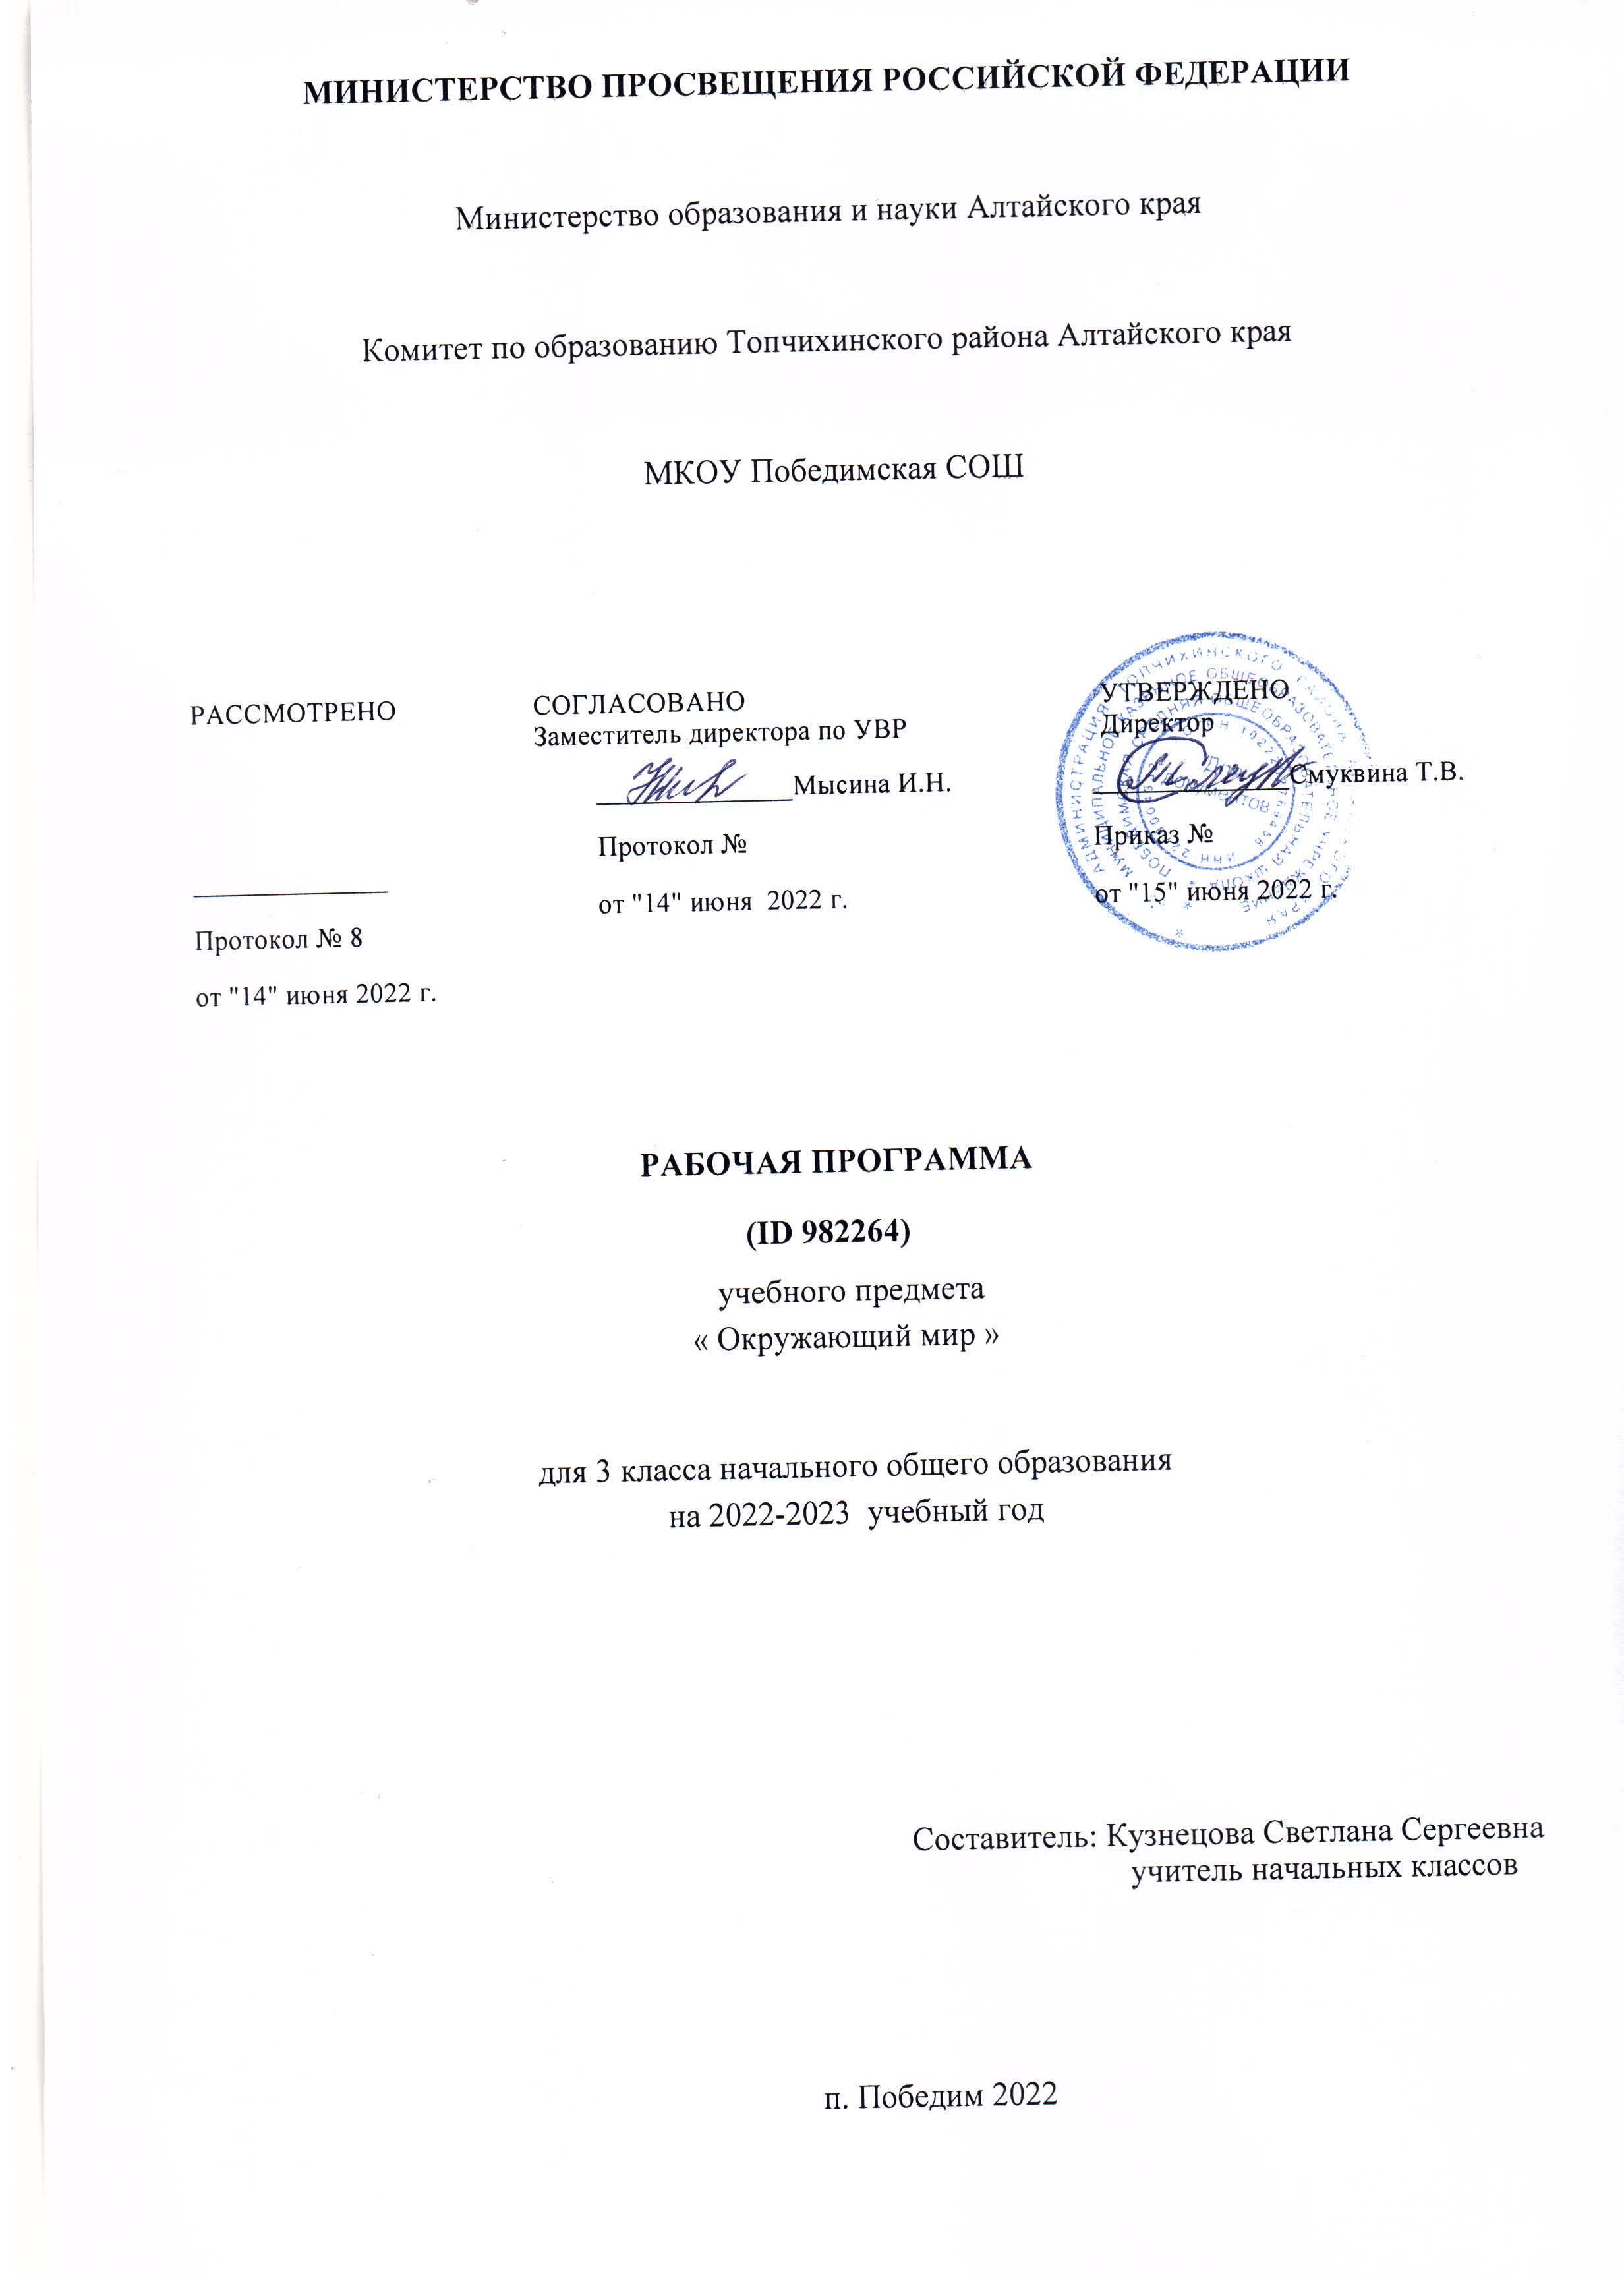 МИНИСТЕРСТВО ПРОСВЕЩЕНИЯ РОССИЙСКОЙ ФЕДЕРАЦИИ
Министерство образования и науки Алтайского края
Комитет по образованию Топчихинского района Алтайского края
МКОУ Победимская СОШ
РАССМОТРЕНО
Протокол № 8
от "14" июня 2022 г.
СОГЛАСОВАНО
Заместитель директора по УВР
Мысина И.Н.
Протокол №
от "14" июня  2022 г.
УТВЕРЖДЕНО
Директор
Смуквина Т.В.
Приказ №
от "15" июня 2022 г.
РАБОЧАЯ ПРОГРАММА
(ID 982264)
учебного предмета
« Окружающий мир »
для 3 класса начального общего образования
на 2022-2023  учебный год
Составитель: Кузнецова Светлана Сергеевна
учитель начальных классов
п. Победим 2022